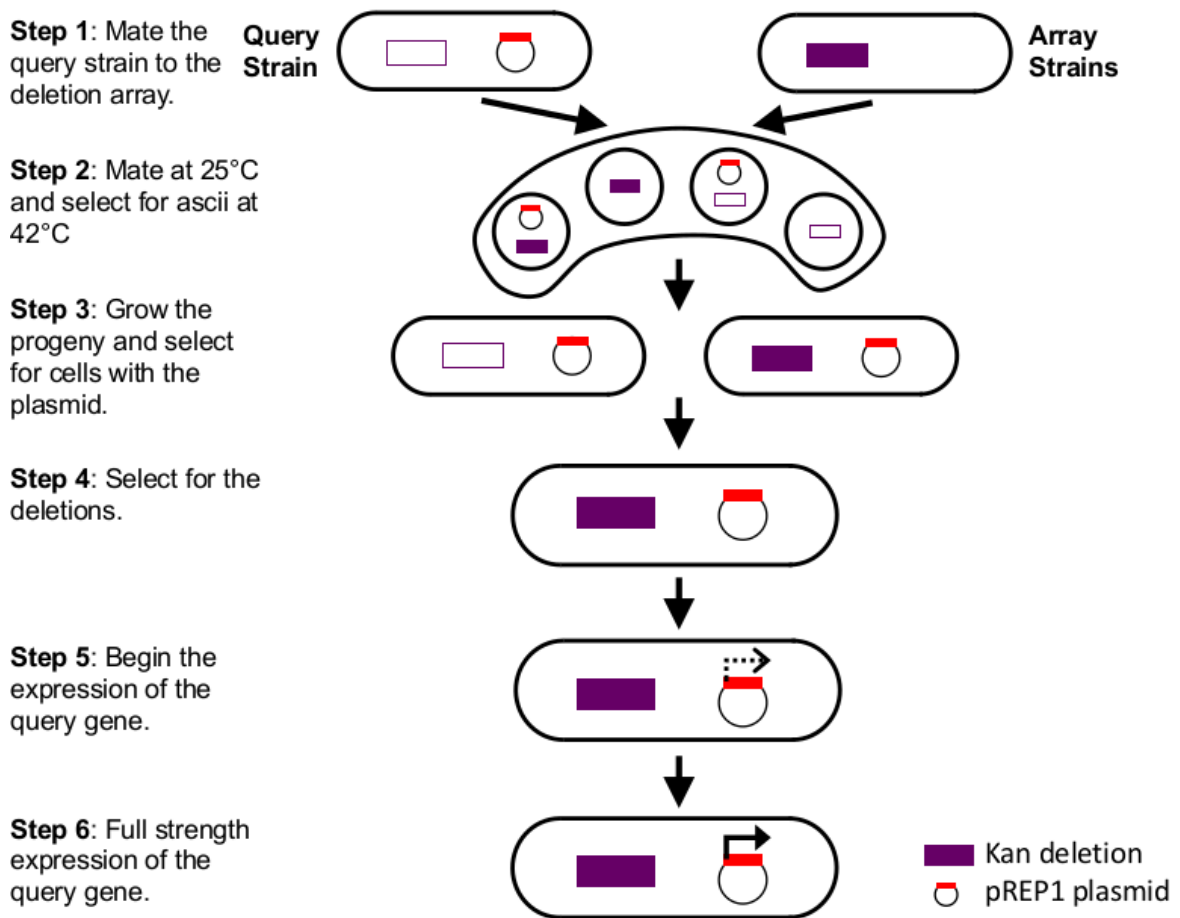 Step 1: Mate the
query strain to the
deletion array.
Query
Strain
Array
Strains
Step 2: Mate at 25°C
and select for ascii at
42°C
Step 3: Grow the
progeny and select
for cells with the
plasmid.
Step 4: Select for the
deletions.
Step 5: Begin the
expression of the
query gene.
Step 6: Full strength
expression of the
query gene.
Kan deletion
pREP1 plasmid